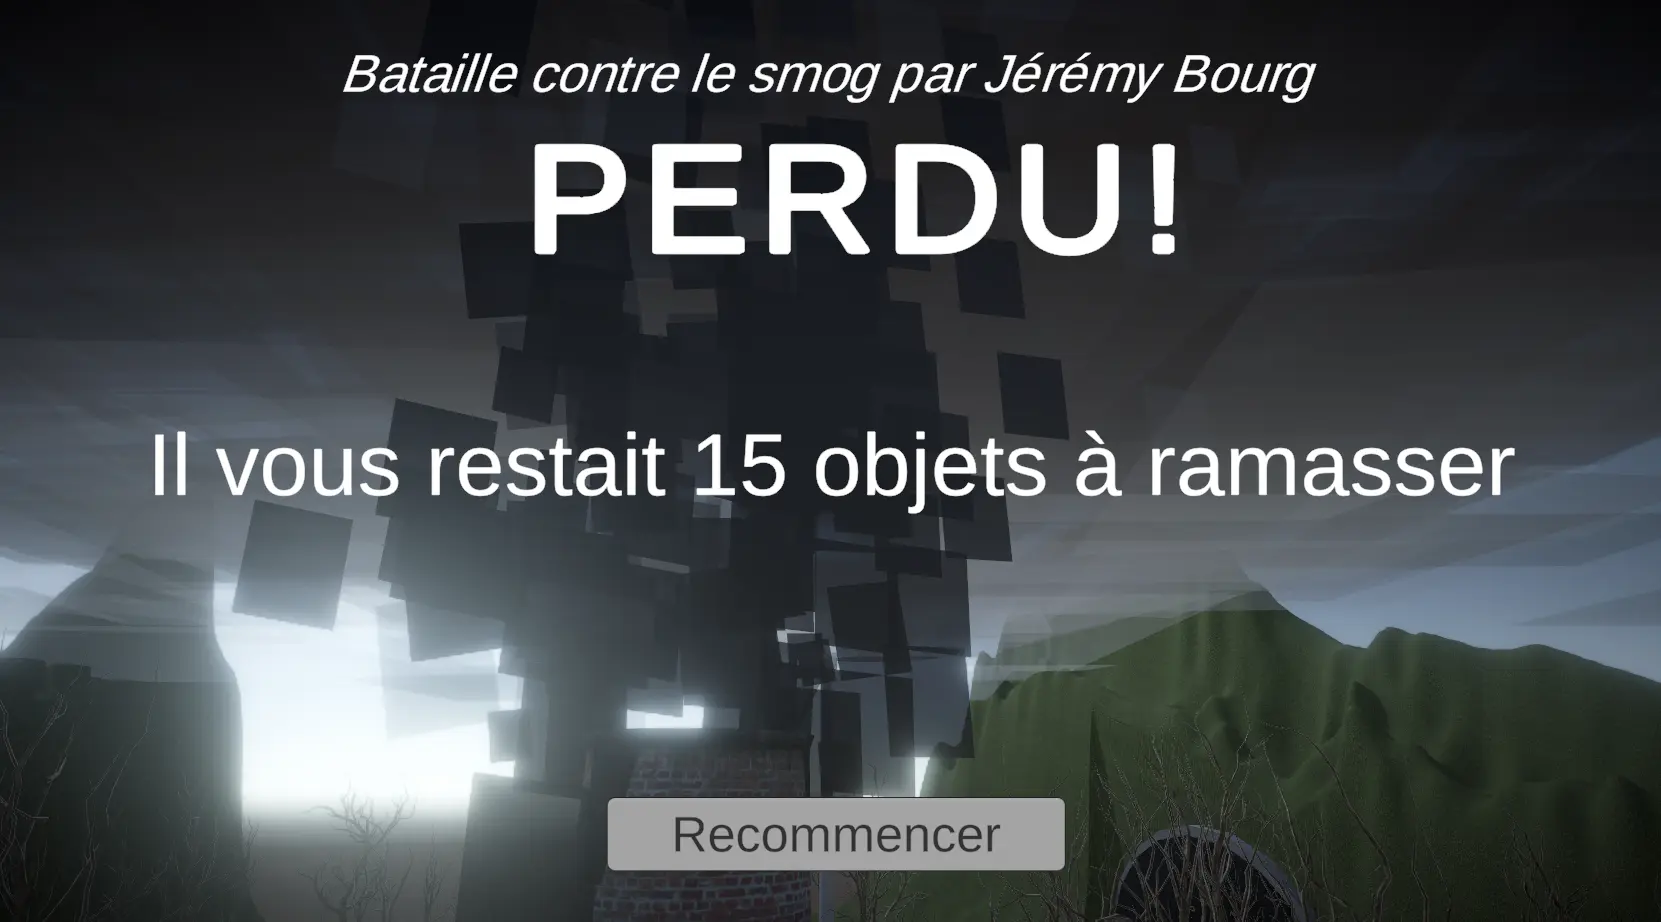 Bataille contre le smog par Jérémy Bourg
PERDU!
Il vous restait 15 objets à ramasser
Recommencer